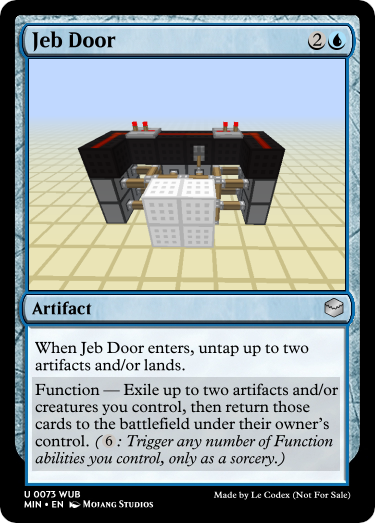 Jeb Door 2
Artifact
When Jeb Door enters, untap up to two
artifacts and/or lands.
Function — Exile up to two artifacts and/or
creatures you control, then return those
cards to the battlefield under their owner's
control. (6: Trigger any number of Function
abilities you control, only as a sorcery.)
U 0073 WUB
MIN • EN Mojang Studios
Made by Le Codex (Not For Sale)